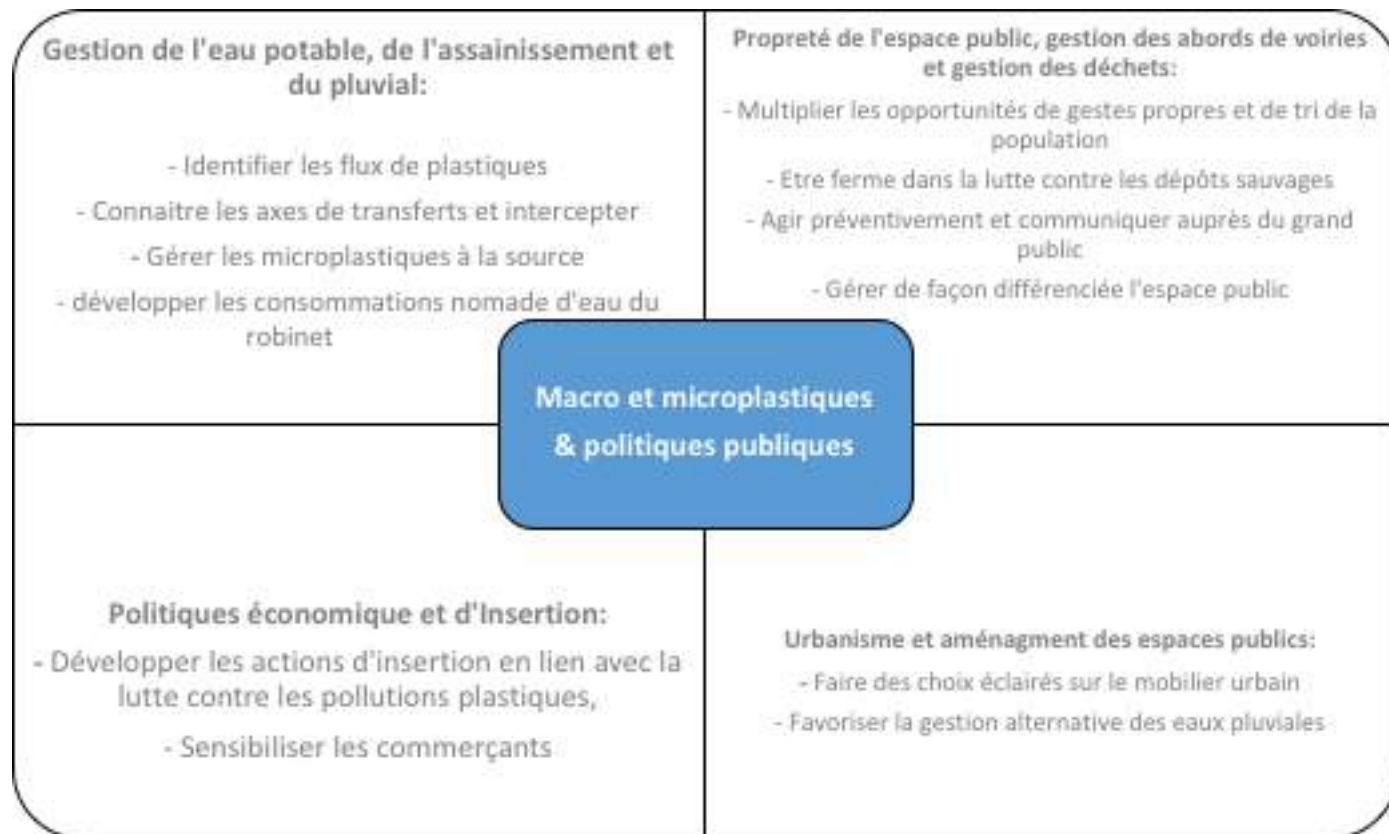 Gestion de l'eau potable, de l'assainissement et
du pluvial:
- Identifier les flux de plastiques
- Connaitre les axes de transferts et intercepter
- Gérer les microplastiques à la source
- développer les consommations nomade d'eau du
robinet
Propreté de l'espace public, gestion des abords de voiries
et gestion des déchets:
- Multiplier les opportunités de gestes propres et de tri de la
population
- Etre ferme dans la lutte contre les dépôts sauvages
- Agir préventivement et communiquer auprès du grand
public
- Gérer de façon différenciée l'espace public
Macro et microplastiques
& politiques publiques
Politiques économique et d'Insertion:
- Développer les actions d'insertion en lien avec la
lutte contre les pollutions plastiques,
- Sensibiliser les commerçants
Urbanisme et aménagment des espaces publics:
- Faire des choix éclairés sur le mobilier urbain
- Favoriser la gestion alternative des eaux pluviales